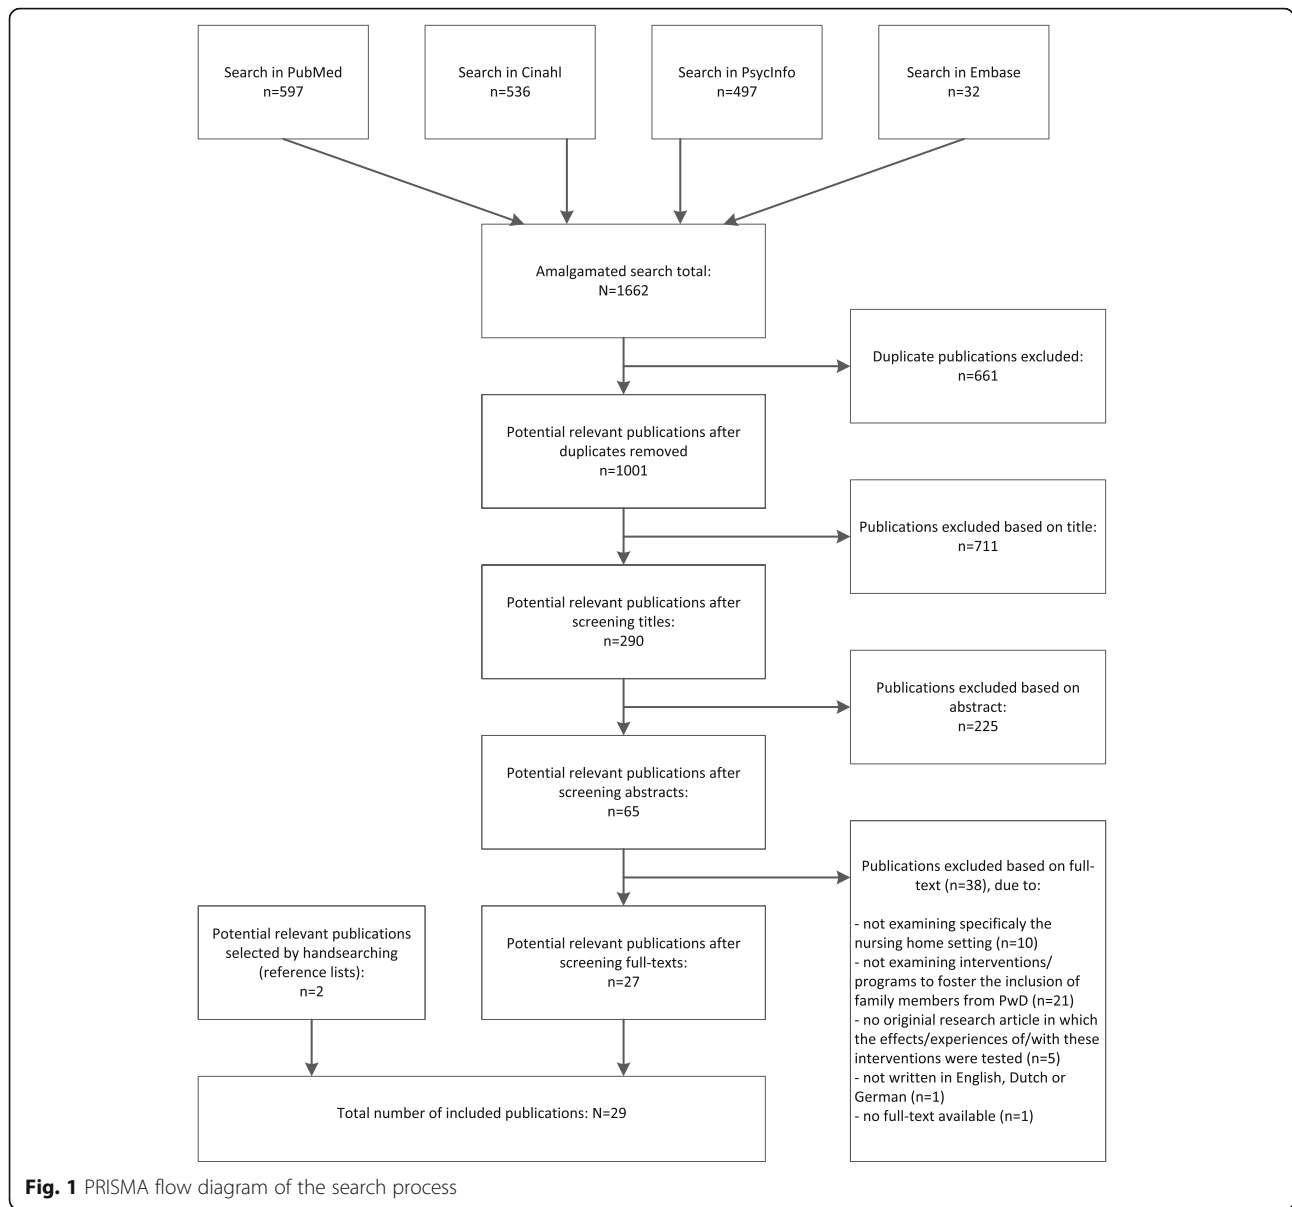 Search in PubMed
n=597
Search in Cinahl
n=536
Search in PsycInfo
n=497
Search in Embase
n=32
Amalgamated search total:
N=1662
Duplicate publications excluded:
n=661
Potential relevant publications after
duplicates removed
n=1001
Publications excluded based on title:
n=711
Potential relevant publications after
screening titles:
n=290
Publications excluded based on
abstract:
n=225
Potential relevant publications after
screening abstracts:
n=65
Publications excluded based on full-
text (n=38), due to:
- not examining specificaly the
nursing home setting (n=10)
- not examining interventions/
programs to foster the inclusion of
family members from PwD (n=21)
- no originial research article in which
the effects/experiences of/with these
interventions were tested (n=5)
- not written in English, Dutch or
German (n=1)
- no full-text available (n=1)
Potential relevant publications
selected by handsearching
(reference lists):
n=2
Potential relevant publications after
screening full-texts:
n=27
Total number of included publications: N=29
Fig. 1 PRISMA flow diagram of the search process